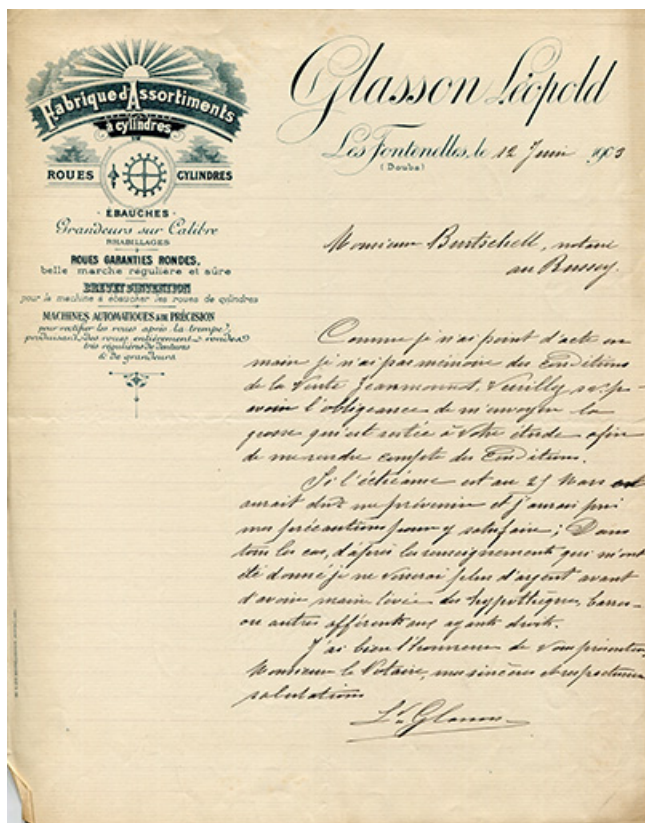 Fabrique d'Assortiments
à cylindres
ROUES CYLINDRES
ÉBAUCHES
Grandeurs sur Calibre
RHABILLAGES
ROUES GARANTIES RONDES,
belle marche régulière et sûre
BREVET D'INVENTION
pour la machine à ébaucher les roues de cylindres
MACHINES AUTOMATIQUES & DE PRÉCISION
pour rectifier les roues après la trempe,
produisant des roues entièrement rondes
très régulières de dentures
& de grandeurs
Glasson Léopold
Les Fontenelles, le 12 Juin 1903
(Doubs)
Monsieur Bertschell, notaire
au Russey.
Comme je n'ai point d'acte en
main je n'ai pas mémoire des Conditions
de la Vente Jeanmonnot. Veuillez s.v.p.
avoir l'obligeance de m'envoyer la
grosse qui est restée à votre étude afin
de me rendre compte des Conditions.
Si l'échéance est au 25 Mars on
aurait dû me prévenir et j'aurais pris
mes précautions pour y satisfaire ; Dans
tous les cas, d'après les renseignements qui m'ont
été donné je ne verserai plus d'argent avant
d'avoir main levée des hypothèques,
ou autres afférents aux ayants droits.
J'ai bien l'honneur de vous présenter,
Monsieur le Notaire, mes sincères et respectueuses
salutations
Ld Glasson